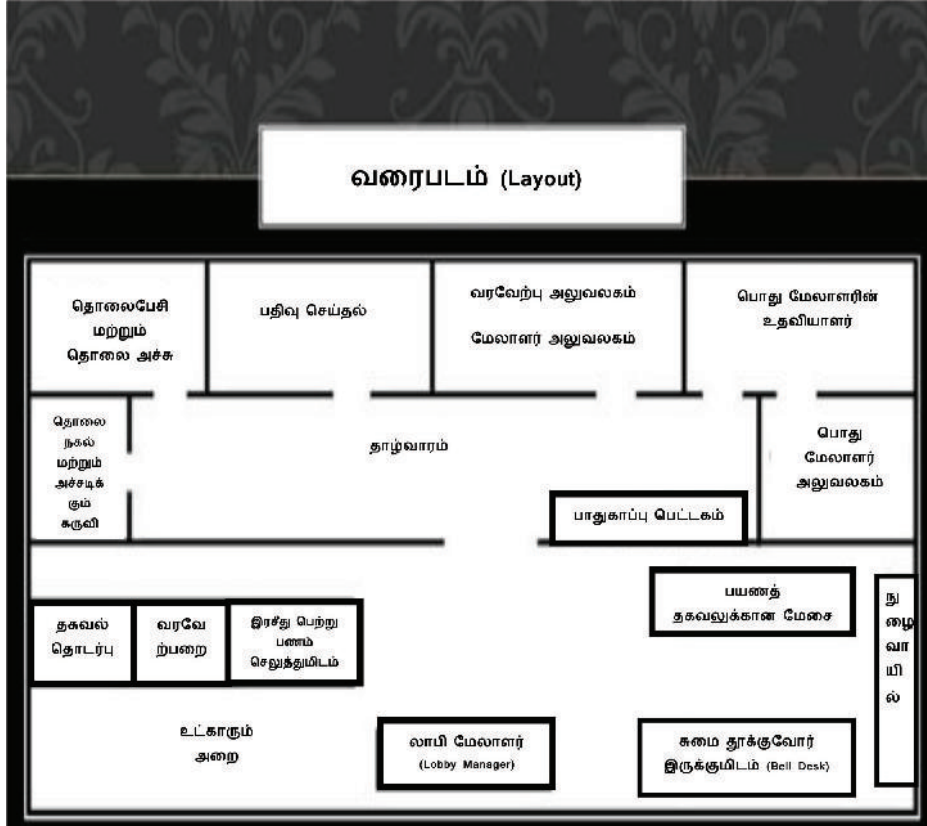 வரைபடம் (Layout)
தொலைபேசி
மற்றும்
தொலை அச்சு
பதிவு செய்தல்
வரவேற்பு அலுவலகம்
மேலாளர் அலுவலகம்
பொது மேலாளரின்
உதவியாளர்
தொலை
நகல்
மற்றும்
அச்சடிக்
கும்
கருவி
தாழ்வாரம்
பொது
மேலாளர்
அலுவலகம்
பாதுகாப்பு பெட்டகம்
பயணத்
தகவலுக்கான மேசை
நு
ழை
வா
யி
ல்
தகவல்
தொடர்பு
வரவே
ற்பறை
இரசீது பெற்று
பணம்
செலுத்துமிடம்
உட்காரும்
அறை
லாபி மேலாளர்
(Lobby Manager)
சுமை தூக்குவோர்
இருக்குமிடம் (Bell Desk)